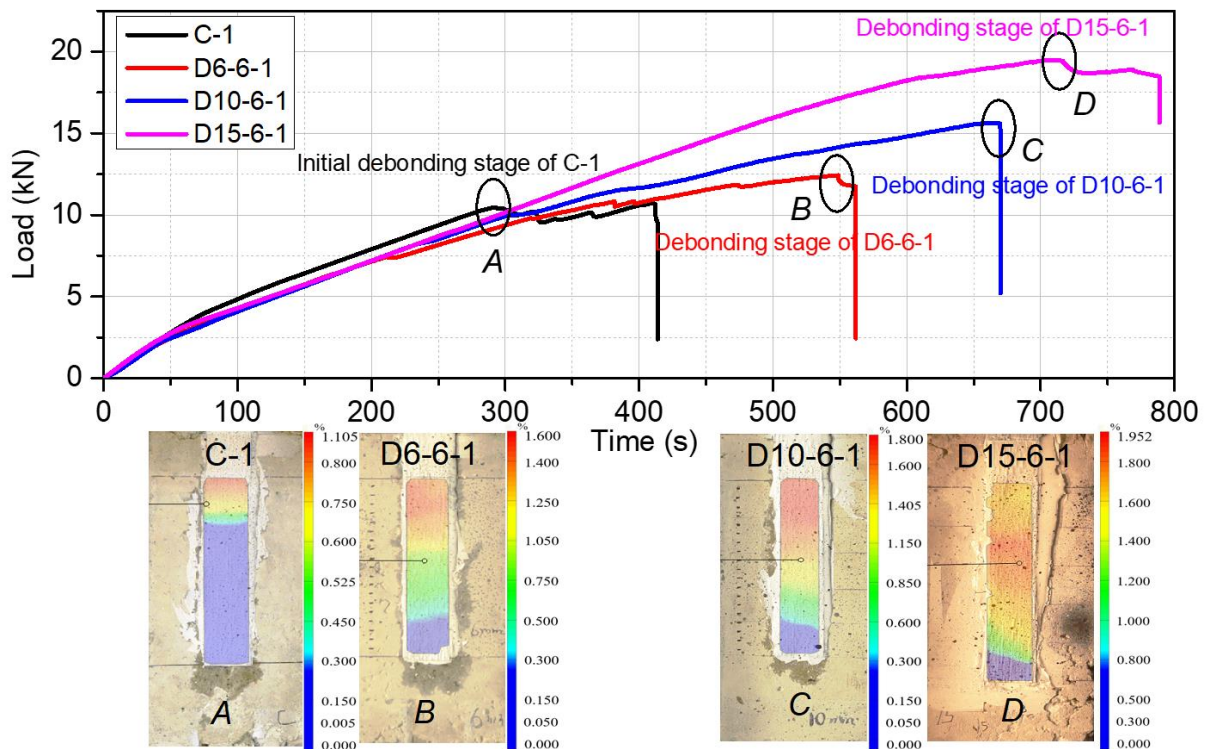 C-1
D6-6-1
D10-6-1
D15-6-1
Debonding stage of D15-6-1
Initial debonding stage of C-1
Debonding stage of D10-6-1
Debonding stage of D6-6-1
A
B
C
D
Load (kN)
20
15
10
5
0
0 100 200 300 400 500 600 700 800
Time (s)
C-1
%
1.105
0.800
0.750
0.600
0.525
0.450
0.300
0.150
0.005
0.000
A
D6-6-1
%
1.600
1.400
1.250
1.050
0.750
0.500
0.300
0.150
0.005
0.000
B
D10-6-1
%
1.800
1.600
1.405
1.150
0.850
0.600
0.300
0.150
0.005
0.000
C
10mm
D15-6-1
%
1.952
1.800
1.600
1.400
1.200
1.000
0.500
0.300
0.000
D
15